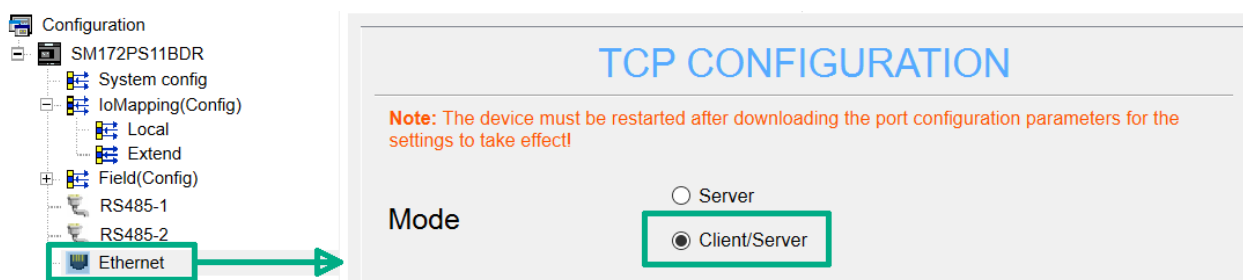 Configuration
SM172PS11BDR
System config
IoMapping(Config)
Local
Extend
Field(Config)
RS485-1
RS485-2
Ethernet
TCP CONFIGURATION
Note: The device must be restarted after downloading the port configuration parameters for the
settings to take effect!
Mode
Server
Client/Server